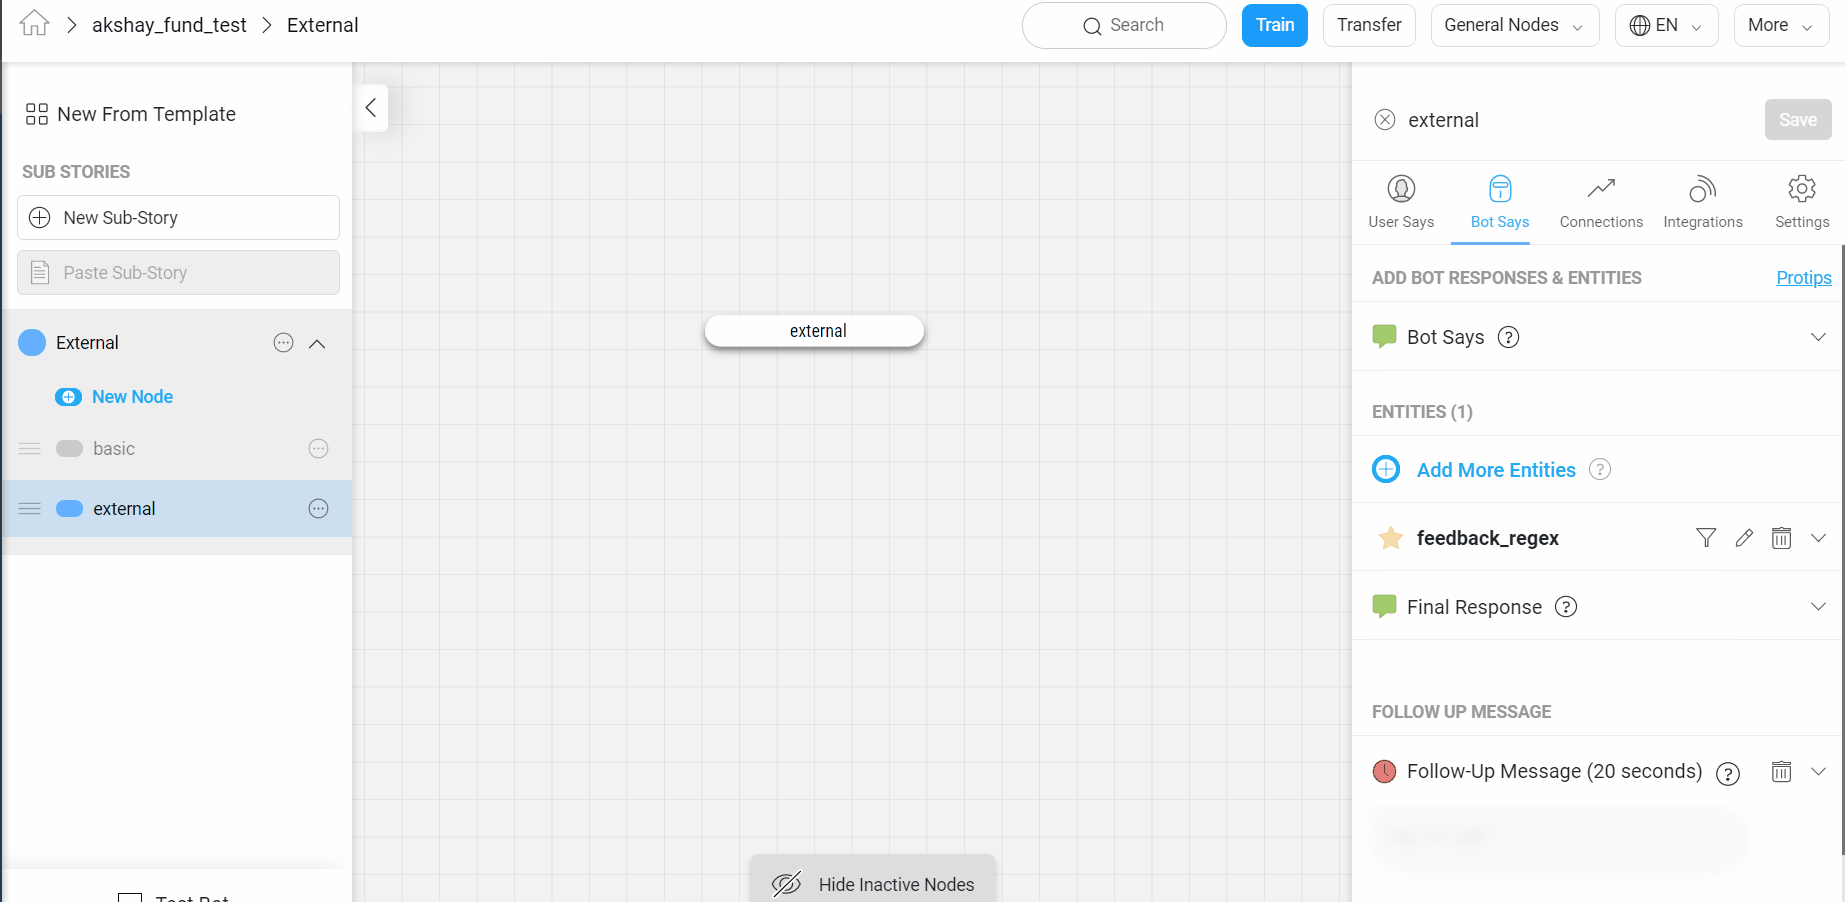 akshay_fund_test External
Search
Train
Transfer
General Nodes
EN
More
New From Template
SUB STORIES
New Sub-Story
Paste Sub-Story
External
New Node
basic
external
external
Hide Inactive Nodes
external
Save
User Says
Bot Says
Connections
Integrations
Settings
ADD BOT RESPONSES & ENTITIES
Protips
Bot Says
ENTITIES (1)
Add More Entities
feedback_regex
Final Response
FOLLOW UP MESSAGE
Follow-Up Message (20 seconds)
Test Bot